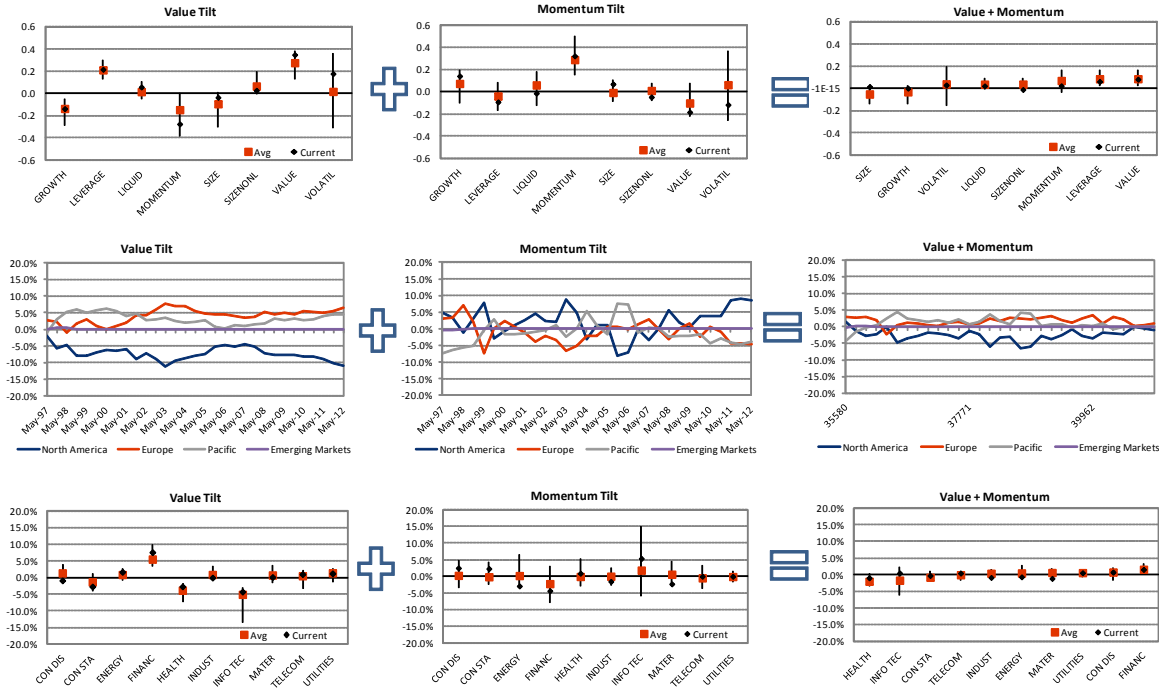 Value Tilt
0.6
0.4
0.2
0.0
-0.2
-0.4
-0.6
GROWTH
LEVERAGE
LIQUID
MOMENTUM
SIZE
SIZENONL
VALUE
VOLATIL
Avg
Current
Momentum Tilt
0.6
0.4
0.2
0.0
-0.2
-0.4
-0.6
GROWTH
LEVERAGE
LIQUID
MOMENTUM
SIZE
SIZENONL
VALUE
VOLATIL
Avg
Current
Value + Momentum
0.6
0.4
0.2
-1E-15
-0.2
-0.4
-0.6
SIZE
GROWTH
VOLATIL
LIQUID
SIZENONL
MOMENTUM
LEVERAGE
VALUE
Avg
Current
Value Tilt
20.0%
15.0%
10.0%
5.0%
0.0%
-5.0%
-10.0%
-15.0%
-20.0%
May-97
May-98
May-99
May-00
May-01
May-02
May-03
May-04
May-05
May-06
May-07
May-08
May-09
May-10
May-11
May-12
North America
Europe
Pacific
Emerging Markets
Momentum Tilt
20.0%
15.0%
10.0%
5.0%
0.0%
-5.0%
-10.0%
-15.0%
-20.0%
May-97
May-98
May-99
May-00
May-01
May-02
May-03
May-04
May-05
May-06
May-07
May-08
May-09
May-10
May-11
May-12
North America
Europe
Pacific
Emerging Markets
Value + Momentum
20.0%
15.0%
10.0%
5.0%
0.0%
-5.0%
-10.0%
-15.0%
-20.0%
35580
37771
39962
North America
Europe
Pacific
Emerging Markets
Value Tilt
20.0%
15.0%
10.0%
5.0%
0.0%
-5.0%
-10.0%
-15.0%
-20.0%
CON DIS
CON STA
ENERGY
FINANC
HEALTH
INDUST
INFO TEC
MATER
TELECOM
UTILITIES
Avg
Current
Momentum Tilt
20.0%
15.0%
10.0%
5.0%
0.0%
-5.0%
-10.0%
-15.0%
-20.0%
CON DIS
CON STA
ENERGY
FINANC
HEALTH
INDUST
INFO TEC
MATER
TELECOM
UTILITIES
Avg
Current
Value + Momentum
20.0%
15.0%
10.0%
5.0%
0.0%
-5.0%
-10.0%
-15.0%
-20.0%
HEALTH
INFO TEC
CON STA
TELECOM
INDUST
ENERGY
MATER
UTILITIES
CON DIS
FINANC
Avg
Current